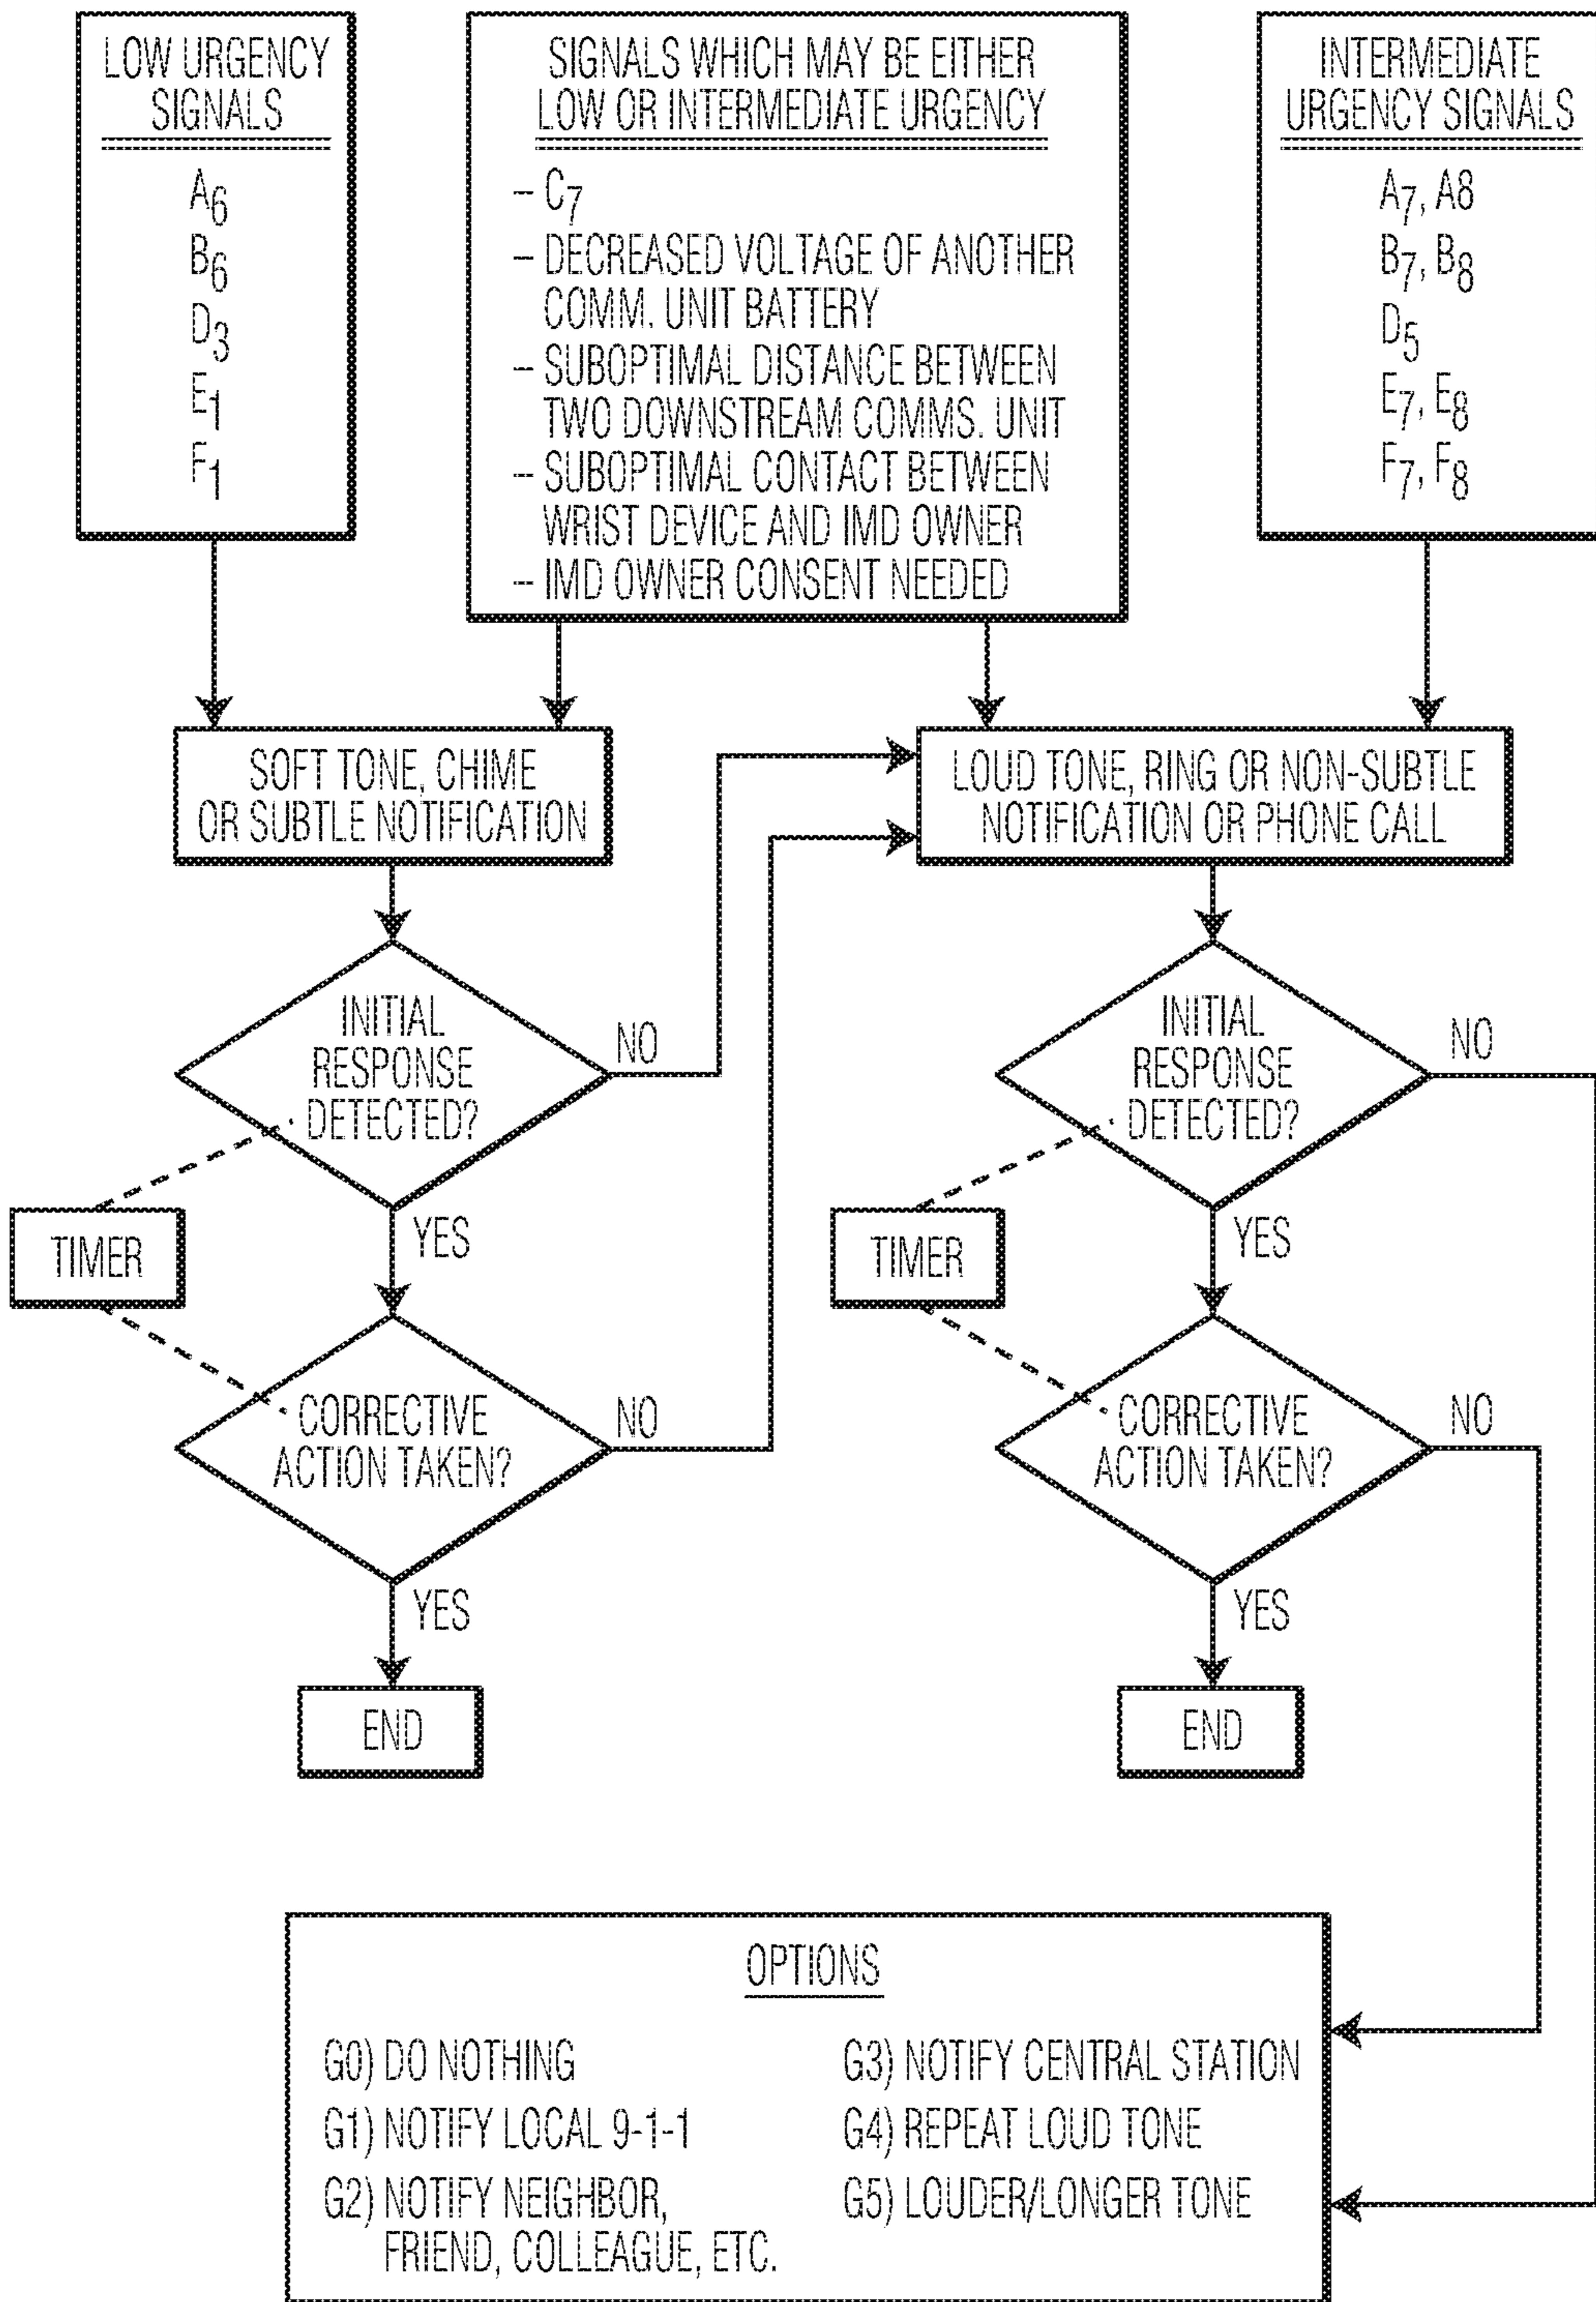 LOW URGENCY
SIGNALS
A6
B6
D3
E1
F1
SIGNALS WHICH MAY BE EITHER
LOW OR INTERMEDIATE URGENCY
-- C7
-- DECREASED VOLTAGE OF ANOTHER
COMM. UNIT BATTERY
-- SUBOPTIMAL DISTANCE BETWEEN
TWO DOWNSTREAM COMMS. UNIT
-- SUBOPTIMAL CONTACT BETWEEN
WRIST DEVICE AND IMD OWNER
-- IMD OWNER CONSENT NEEDED
INTERMEDIATE
URGENCY SIGNALS
A7, A8
B7, B8
D5
E7, E8
F7, F8
SOFT TONE, CHIME
OR SUBTLE NOTIFICATION
LOUD TONE, RING OR NON-SUBTLE
NOTIFICATION OR PHONE CALL
INITIAL
RESPONSE
DETECTED?
NO
YES
TIMER
CORRECTIVE
ACTION TAKEN?
NO
YES
END
INITIAL
RESPONSE
DETECTED?
NO
YES
TIMER
CORRECTIVE
ACTION TAKEN?
NO
YES
END
OPTIONS
G0) DO NOTHING
G1) NOTIFY LOCAL 9-1-1
G2) NOTIFY NEIGHBOR,
FRIEND, COLLEAGUE, ETC.
G3) NOTIFY CENTRAL STATION
G4) REPEAT LOUD TONE
G5) LOUDER/LONGER TONE